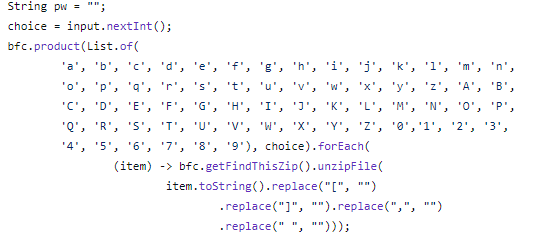 String pw = "";
choice = input.nextInt();
bfc.product(List.of(
'a', 'b', 'c', 'd', 'e', 'f', 'g', 'h', 'i', 'j', 'k', 'l', 'm', 'n',
'o', 'p', 'q', 'r', 's', 't', 'u', 'v', 'w', 'x', 'y', 'z', 'A', 'B',
'C', 'D', 'E', 'F', 'G', 'H', 'I', 'J', 'K', 'L', 'M', 'N', 'O', 'P',
'Q', 'R', 'S', 'T', 'U', 'V', 'W', 'X', 'Y', 'Z', '0','1', '2', '3',
'4', '5', '6', '7', '8', '9'), choice).forEach(
(item) -> bfc.getFindThisZip().unzipFile(
item.toString().replace("[", "")
.replace("]", "").replace(",", "")
.replace(" ", "")));